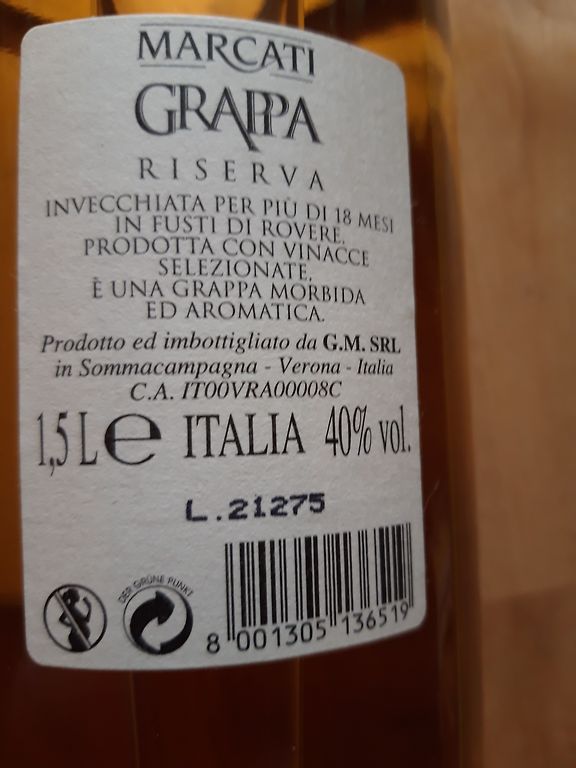 MARCATI
GRAPPA
RISERVA
INVECCHIATA PER PIÙ DI 18 MESI
IN FUSTI DI ROVERE.
PRODOTTA CON VINACCE
SELEZIONATE.
È UNA GRAPPA MORBIDA
ED AROMATICA.
Prodotto ed imbottigliato da G.M. SRL
in Sommacampagna - Verona - Italia
C.A. IT00VRA00008C
1,5 L e ITALIA 40% vol.
L.21275
DER GRÜNE PUNKT
8 001305 136519